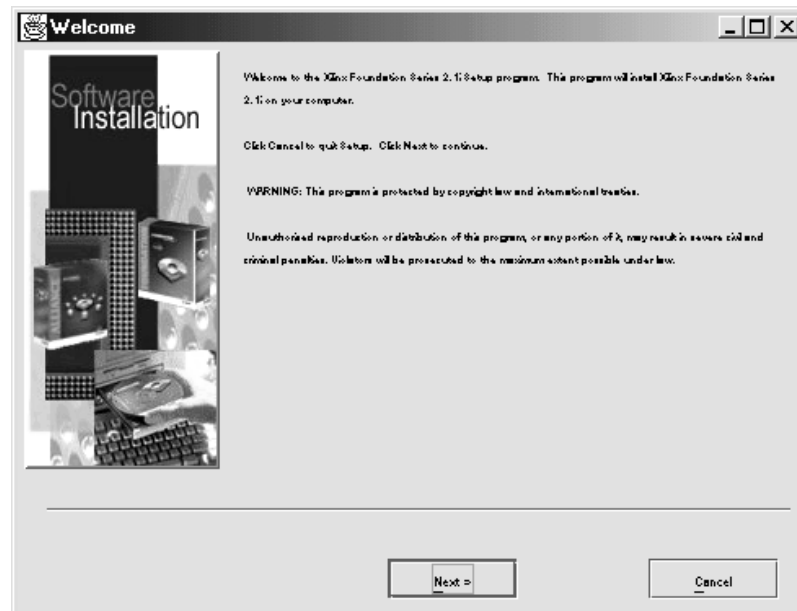 Welcome
Software
Installation
Welcome to the Xilinx Foundation Series 2.1i Setup program. This program will install Xilinx Foundation Series
2.1i on your computer.
Click Cancel to quit Setup. Click Next to continue.
WARNING: This program is protected by copyright law and international treaties.
Unauthorized reproduction or distribution of this program, or any portion of it, may result in severe civil and
criminal penalties. Violators will be prosecuted to the maximum extent possible under law.
ALLIANCE
Next >
Cancel